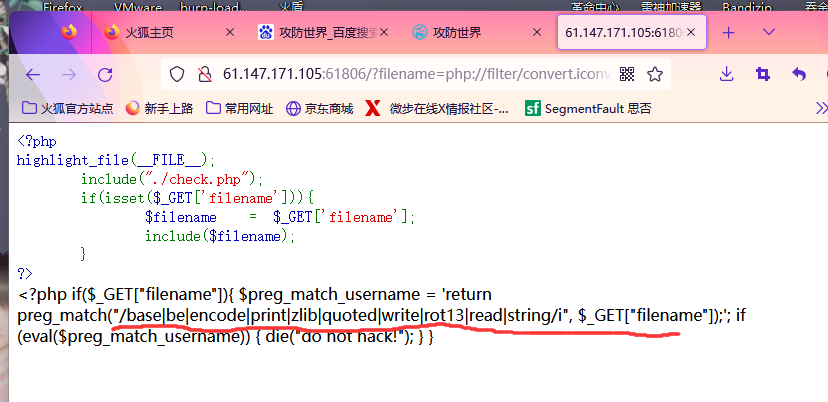 Firefox VMware burp-load... 火盾 革命中心 雷神加速器 Bandizip
火狐主页 攻防世界_百度搜索 攻防世界 61.147.171.105:6180
61.147.171.105:61806/?filename=php://filter/convert.iconv
火狐官方站点 新手上路 常用网址 京东商城 微步在线X情报社区-... SegmentFault 思否
<?php
highlight_file(__FILE__);
include("./check.php");
if(isset($_GET['filename'])){
$filename = $_GET['filename'];
include($filename);
}
?>
<?php if($_GET["filename"]){ $preg_match_username = 'return
preg_match("/base|be|encode|print|zlib|quoted|write|rot13|read|string/i", $_GET["filename"]);'; if
(eval($preg_match_username)) { die("do not hack!"); } }